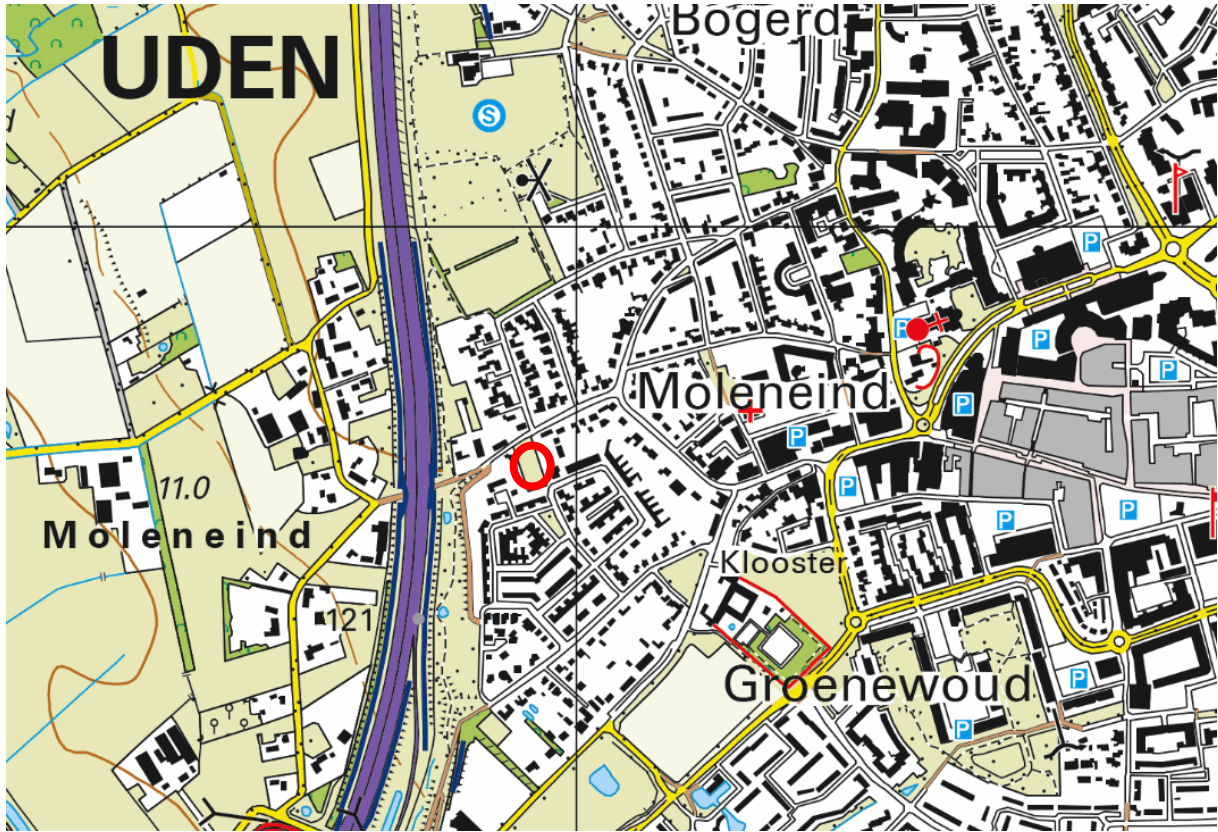 Bogerd
UDEN
S
P
P
P
P
Moleneind
P
P
P
11.0
P
P
P
Moleneind
Klooster
121
Groenewoud
P
P